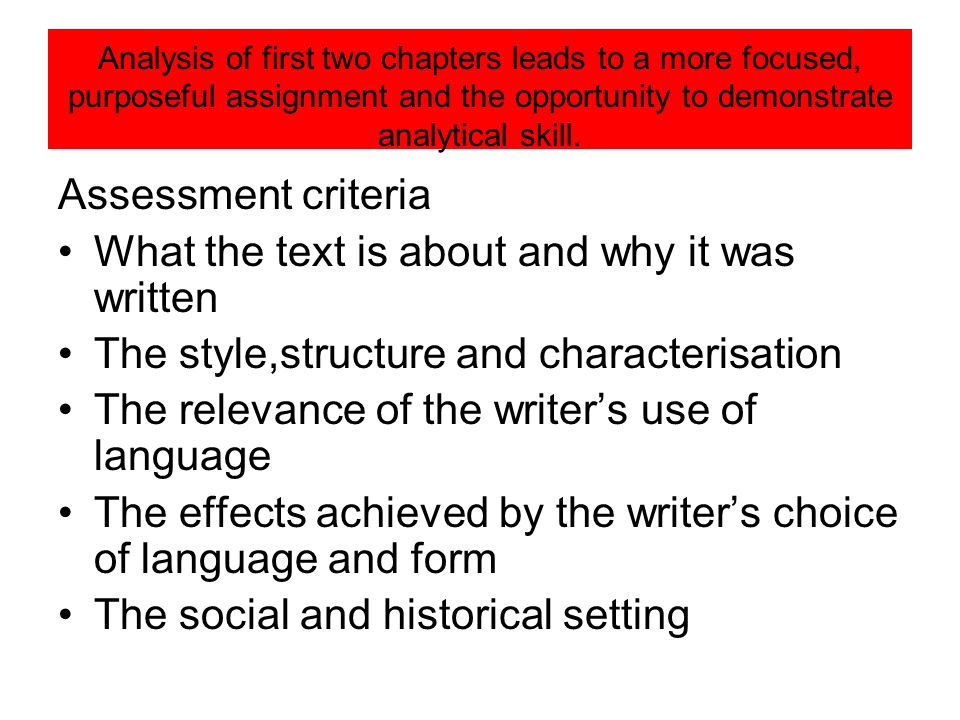 Analysis of first two chapters leads to a more focused,
purposeful assignment and the opportunity to demonstrate
analytical skill.
Assessment criteria
• What the text is about and why it was
written
• The style,structure and characterisation
• The relevance of the writer’s use of
language
• The effects achieved by the writer’s choice
of language and form
• The social and historical setting